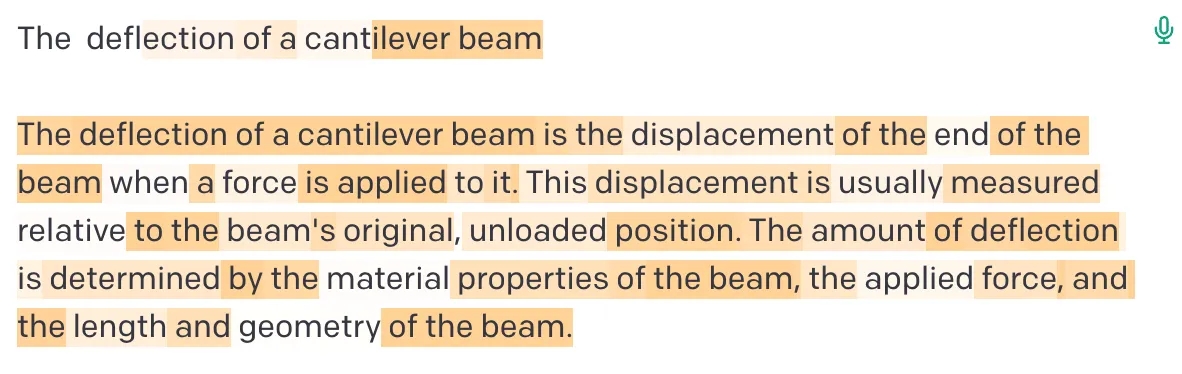 The  deflection of a cantilever beam
The deflection of a cantilever beam is the displacement of the end of the
beam when a force is applied to it. This displacement is usually measured
relative to the beam's original, unloaded position. The amount of deflection
is determined by the material properties of the beam, the applied force, and
the length and geometry of the beam.